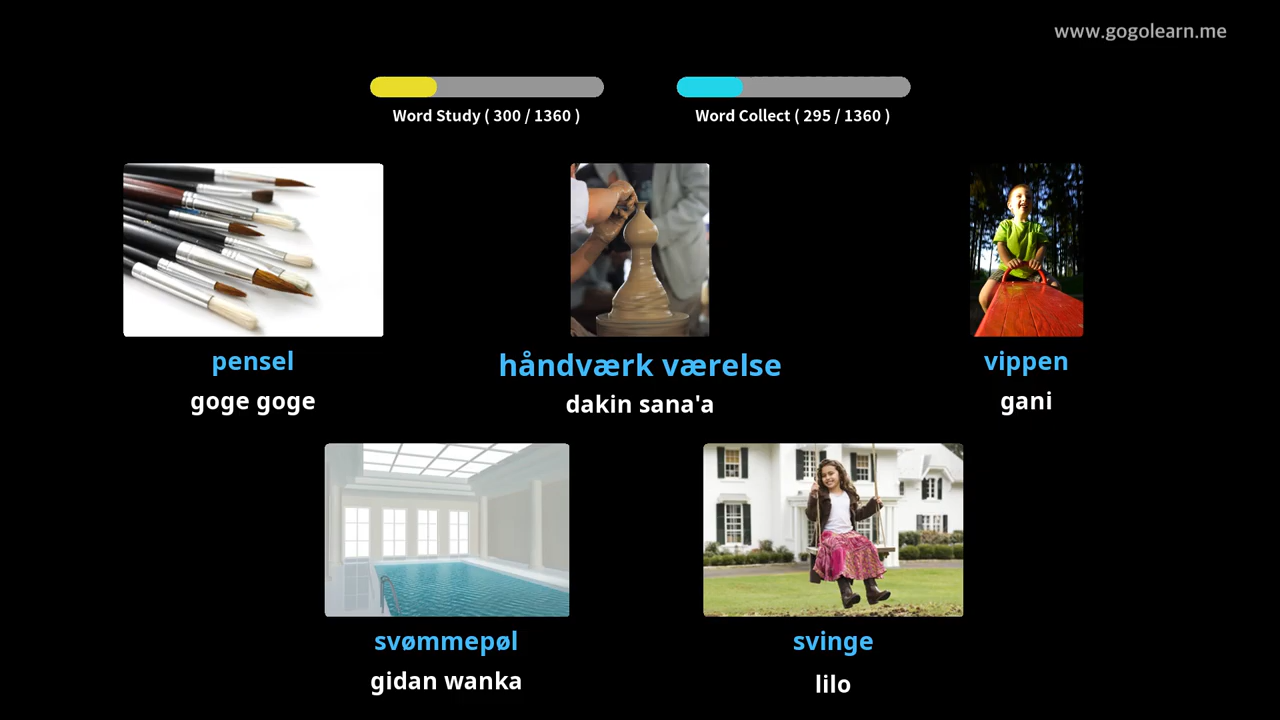 www.gogolearn.me
Word Study ( 300 / 1360 )
Word Collect ( 295 / 1360 )
pensel
goge goge
håndværk værelse
dakin sana'a
vippen
gani
svømmepøl
gidan wanka
svinge
lilo